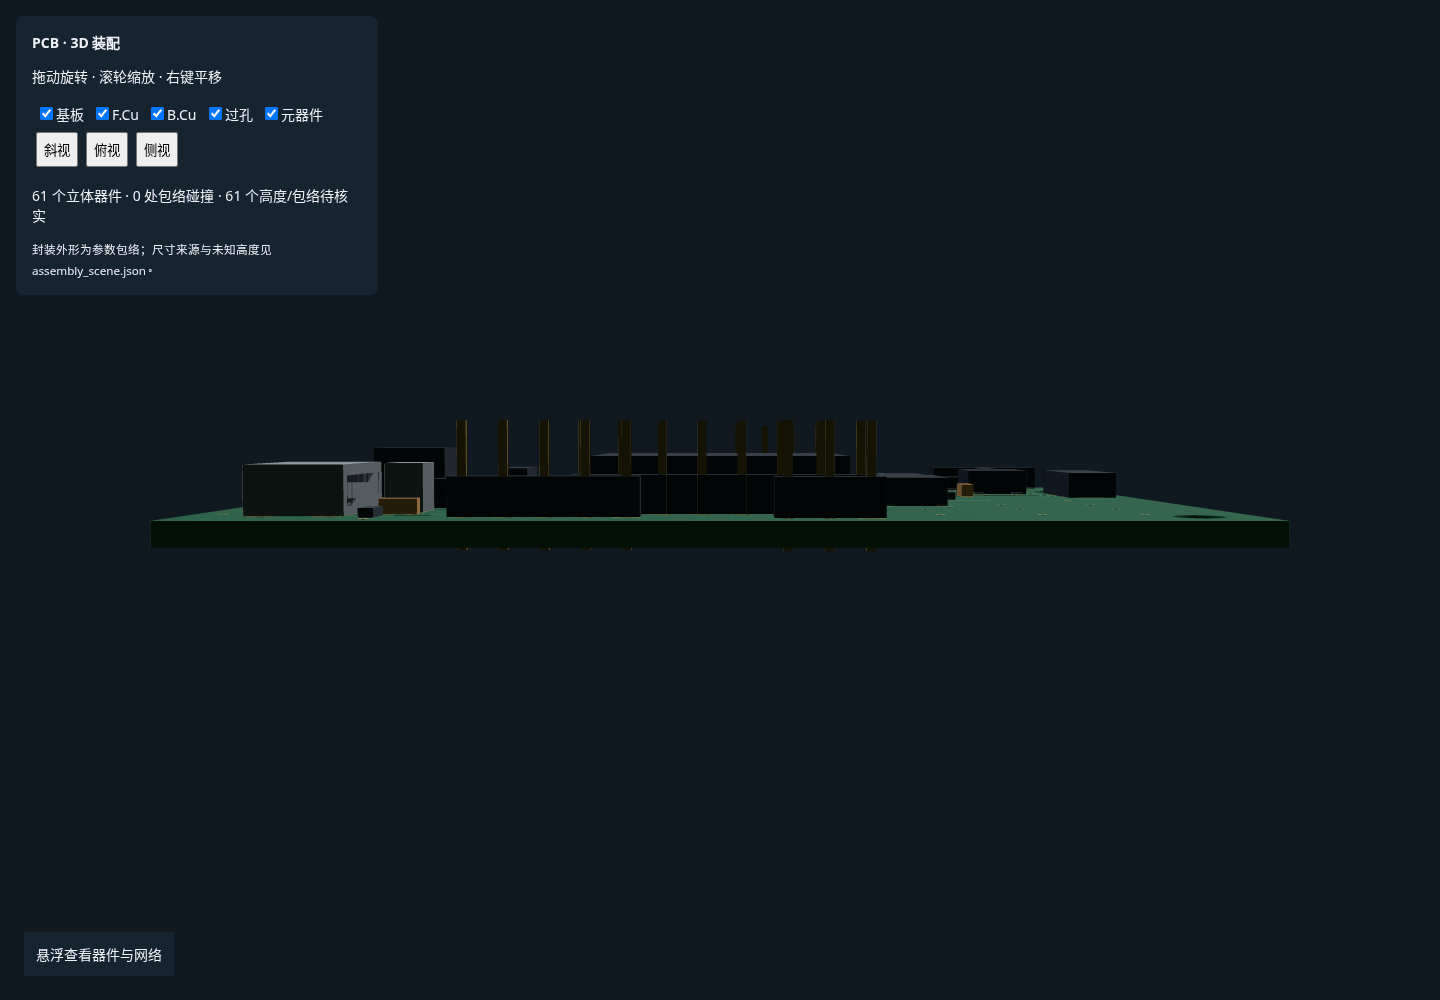 PCB · 3D 装配
拖动旋转 · 滚轮缩放 · 右键平移
基板 F.Cu B.Cu 过孔 元器件
斜视 俯视 侧视
61 个立体器件 · 0 处包络碰撞 · 61 个高度/包络待核
实
封装外形为参数包络；尺寸来源与未知高度见
assembly_scene.json。
悬浮查看器件与网络